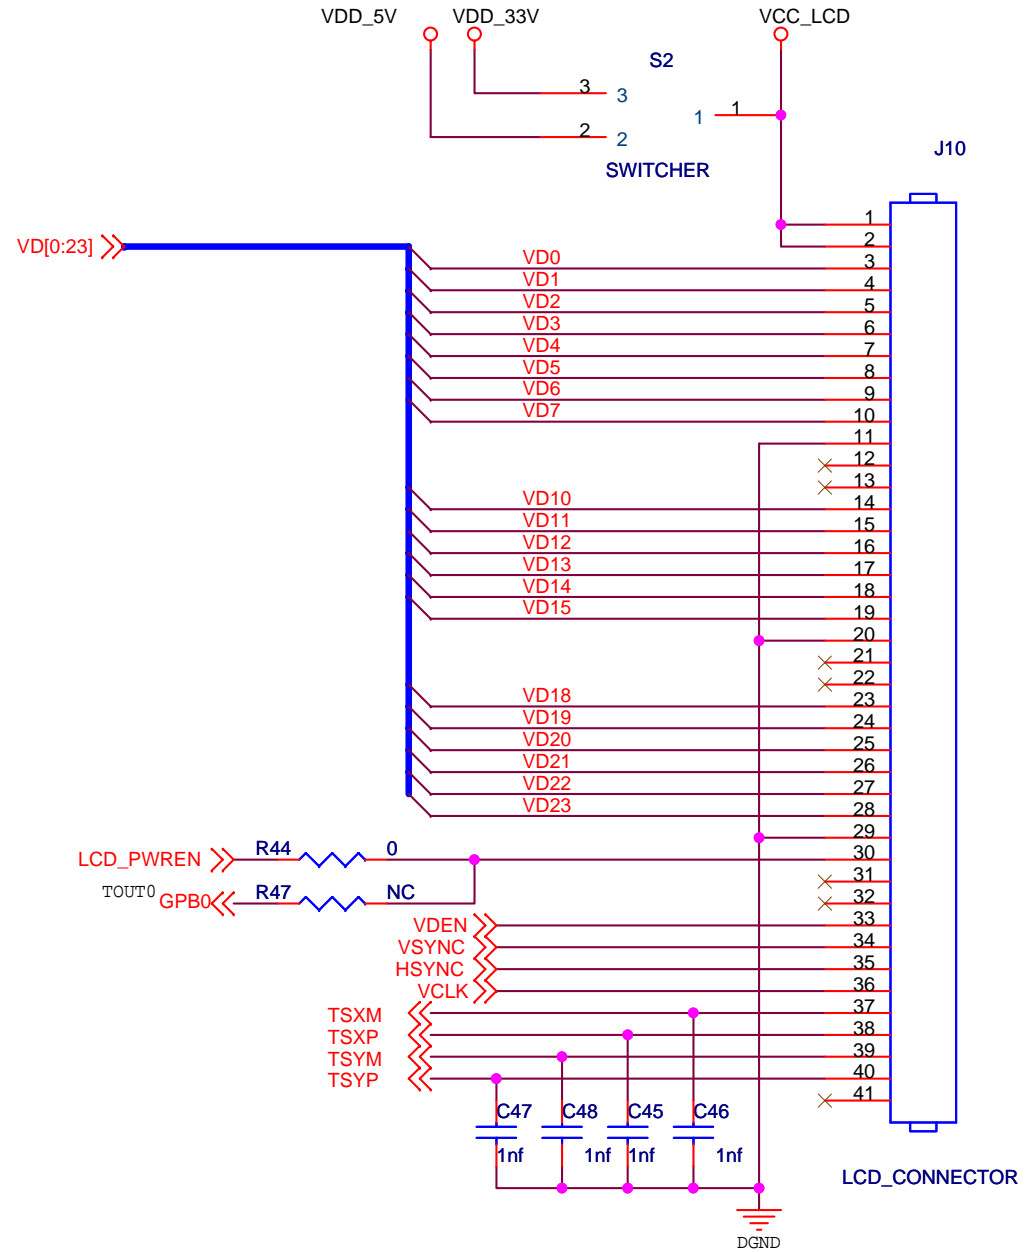 VDD_5V VDD_33V VCC_LCD
S2
3 3
1 1
2 2
SWITCHER
J10
1
VD[0:23] 2
VD0 3
VD1 4
VD2 5
VD3 6
VD4 7
VD5 8
VD6 9
VD7 10
11
12
13
VD10 14
VD11 15
VD12 16
VD13 17
VD14 18
VD15 19
20
21
22
VD18 23
VD19 24
VD20 25
VD21 26
VD22 27
VD23 28
29
LCD_PWREN R44 0 30
31
TOUT0 GPB0 R47 NC 32
VDEN 33
VSYNC 34
HSYNC 35
VCLK 36
TSXM 37
TSXP 38
TSYM 39
TSYP 40
41
C47 C48 C45 C46
1nf 1nf 1nf 1nf
LCD_CONNECTOR
DGND